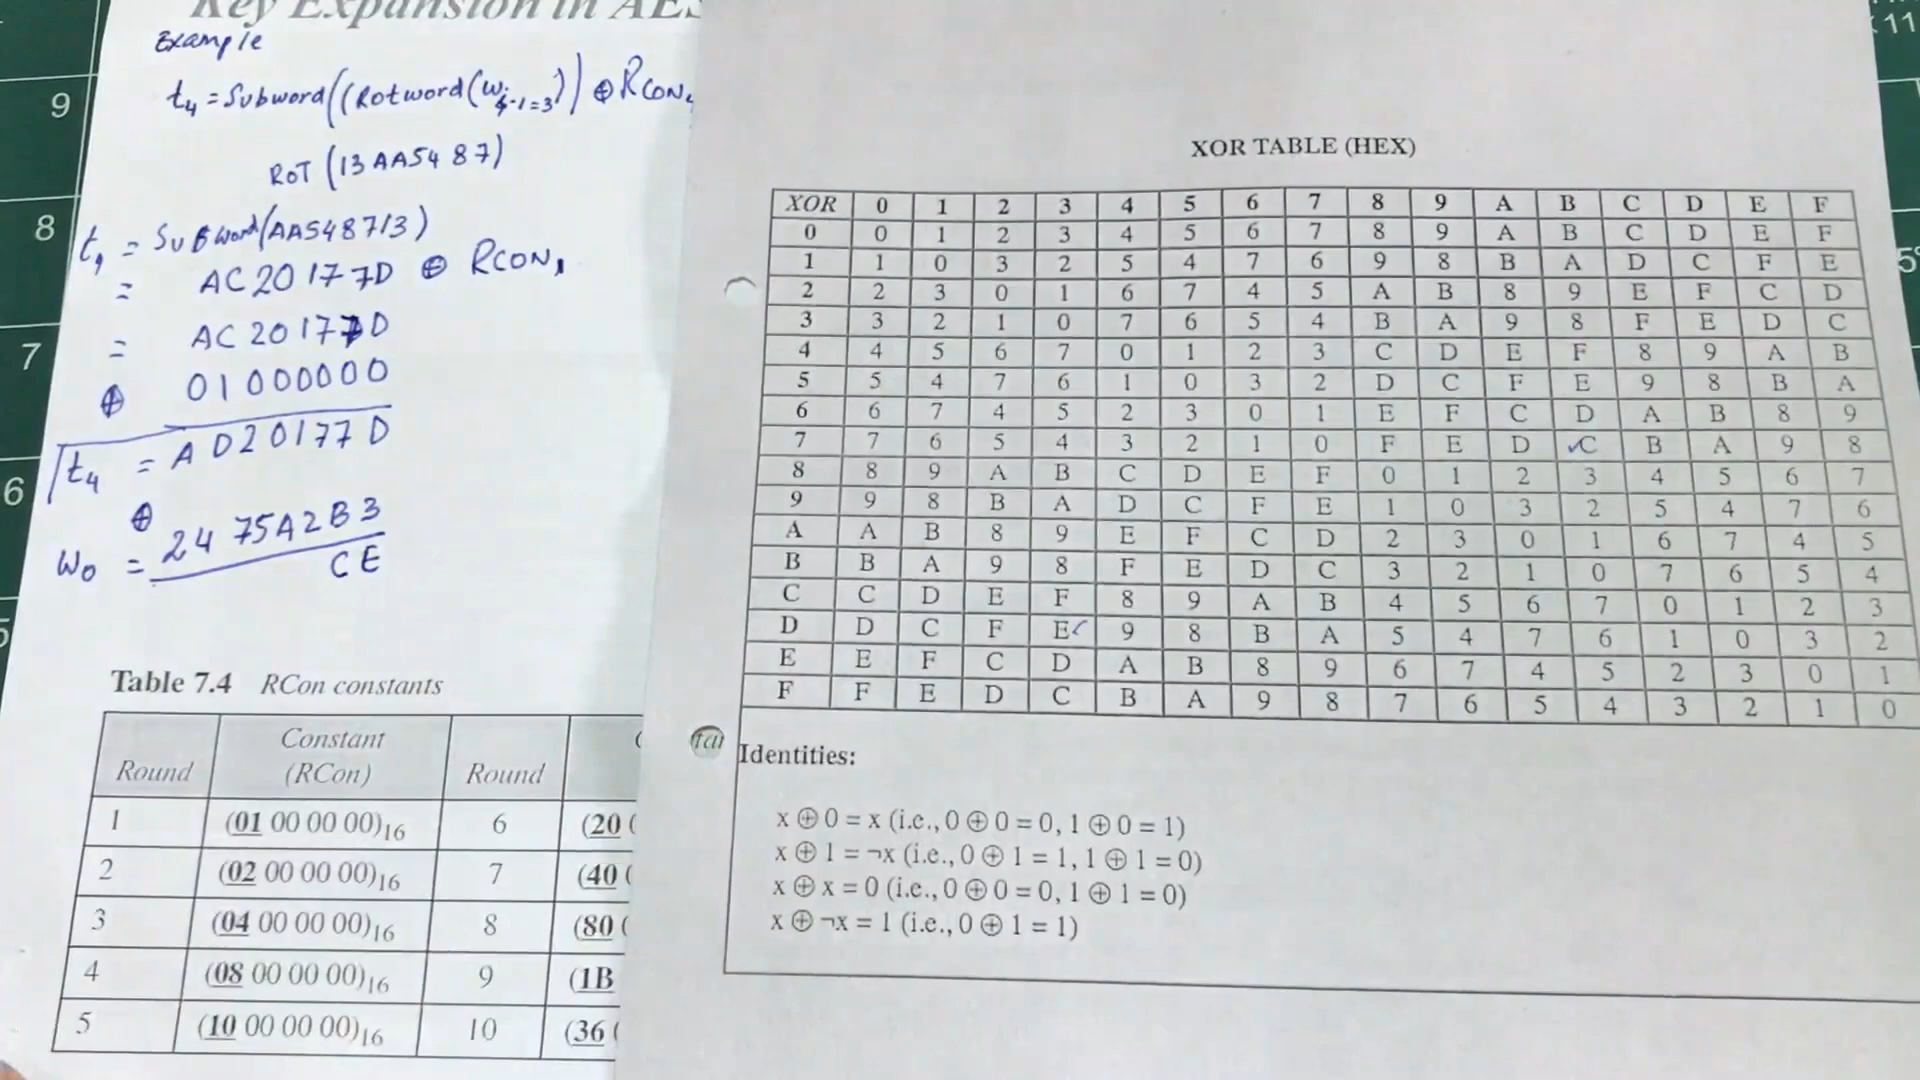 Key Expansion in AES
Example
t4 = Subword((Rotword(Wi4-1=3)) ⊕ RCON4
ROT (13AA5487)
t4 = SUBword(AA548713)
= AC20177D ⊕ RCON1
= AC20177D
⊕ 01000000
t4 = AD20177D
⊕
W0 = 2475A2B3
CE
Table 7.4 RCon constants
Round Constant (RCon) Round
1 (01 00 00 00)16 6 (20
2 (02 00 00 00)16 7 (40
3 (04 00 00 00)16 8 (80
4 (08 00 00 00)16 9 (1B
5 (10 00 00 00)16 10 (36
XOR TABLE (HEX)
XOR 0 1 2 3 4 5 6 7 8 9 A B C D E F
0 0 1 2 3 4 5 6 7 8 9 A B C D E F
1 1 0 3 2 5 4 7 6 9 8 B A D C F E
2 2 3 0 1 6 7 4 5 A B 8 9 E F C D
3 3 2 1 0 7 6 5 4 B A 9 8 F E D C
4 4 5 6 7 0 1 2 3 C D E F 8 9 A B
5 5 4 7 6 1 0 3 2 D C F E 9 8 B A
6 6 7 4 5 2 3 0 1 E F C D A B 8 9
7 7 6 5 4 3 2 1 0 F E D C B A 9 8
8 8 9 A B C D E F 0 1 2 3 4 5 6 7
9 9 8 B A D C F E 1 0 3 2 5 4 7 6
A A B 8 9 E F C D 2 3 0 1 6 7 4 5
B B A 9 8 F E D C 3 2 1 0 7 6 5 4
C C D E F 8 9 A B 4 5 6 7 0 1 2 3
D D C F E 9 8 B A 5 4 7 6 1 0 3 2
E E F C D A B 8 9 6 7 4 5 2 3 0 1
F F E D C B A 9 8 7 6 5 4 3 2 1 0
Identities:
x ⊕ 0 = x (i.e., 0 ⊕ 0 = 0, 1 ⊕ 0 = 1)
x ⊕ 1 = ¬x (i.e., 0 ⊕ 1 = 1, 1 ⊕ 1 = 0)
x ⊕ x = 0 (i.e., 0 ⊕ 0 = 0, 1 ⊕ 1 = 0)
x ⊕ ¬x = 1 (i.e., 0 ⊕ 1 = 1)
9
8
7
6
5
11
5°